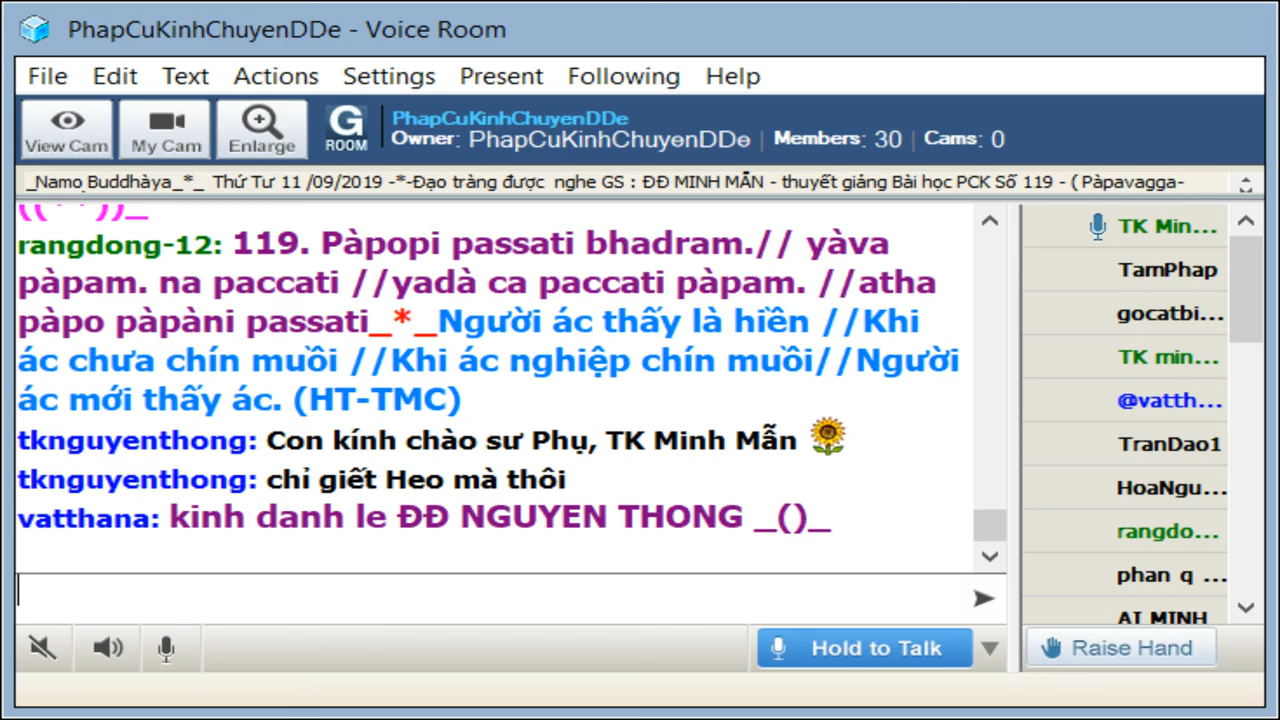 PhapCuKinhChuyenDDe - Voice Room
File Edit Text Actions Settings Present Following Help
View Cam My Cam Enlarge G ROOM
PhapCuKinhChuyenDDe
Owner: PhapCuKinhChuyenDDe | Members: 30 | Cams: 0
_Namo_Buddhàya_*_ Thứ Tư 11 /09/2019 -*-Đạo tràng được nghe GS : ĐĐ MINH MẪN - thuyết giảng Bài học PCK Số 119 - ( Pàpavagga-
rangdong-12: 119. Pàpopi passati bhadram.// yàva
pàpam. na paccati //yadà ca paccati pàpam. //atha
pàpo pàpàni passati_*_Người ác thấy là hiền //Khi
ác chưa chín muồi //Khi ác nghiệp chín muồi//Người
ác mới thấy ác. (HT-TMC)
tknguyenthong: Con kính chào sư Phụ, TK Minh Mẫn
tknguyenthong: chỉ giết Heo mà thôi
vatthana: kinh danh le ĐĐ NGUYEN THONG _()_
TK Min...
TamPhap
gocatbi...
TK min...
@vatth...
TranDao1
HoaNgu...
rangdo...
phan q ...
AI MINH
Hold to Talk
Raise Hand